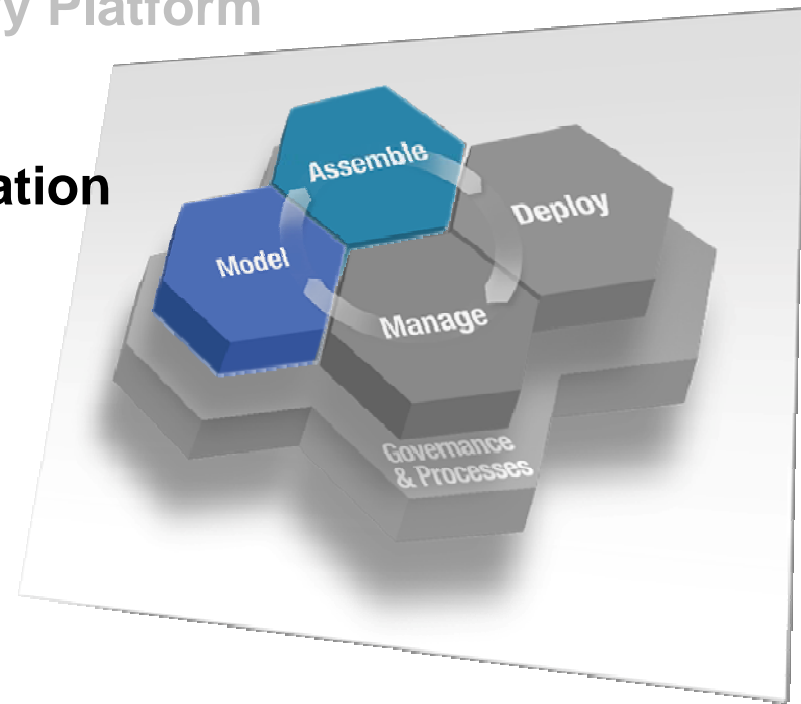 y Platform
ation
Assemble
Deploy
Model
Manage
Governance
& Processes